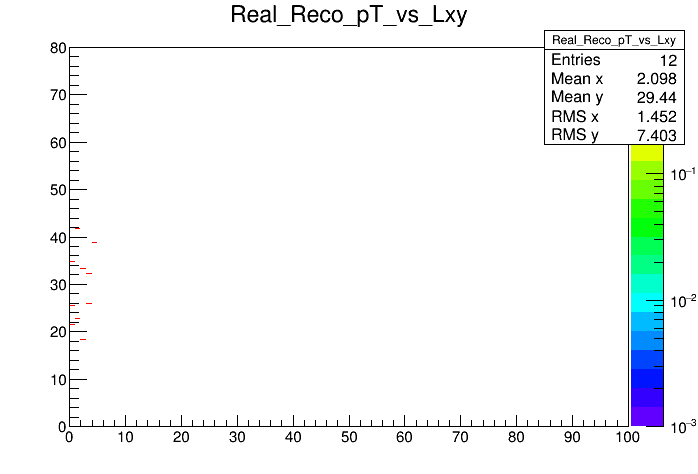 Real_Reco_pT_vs_Lxy
Real_Reco_pT_vs_Lxy
Entries 12
Mean x 2.098
Mean y 29.44
RMS x 1.452
RMS y 7.403
80
70
60
50
40
30
20
10
0
10⁻¹
10⁻²
10⁻³
0 10 20 30 40 50 60 70 80 90 100